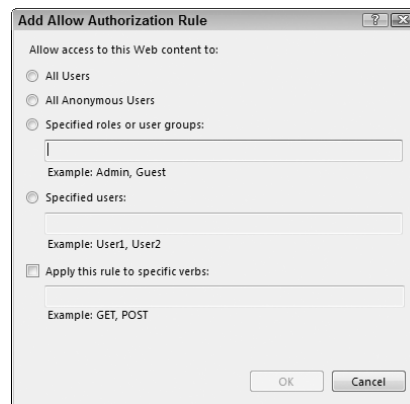 Add Allow Authorization Rule
Allow access to this Web content to:
All Users
All Anonymous Users
Specified roles or user groups:
Example: Admin, Guest
Specified users:
Example: User1, User2
Apply this rule to specific verbs:
Example: GET, POST
OK Cancel